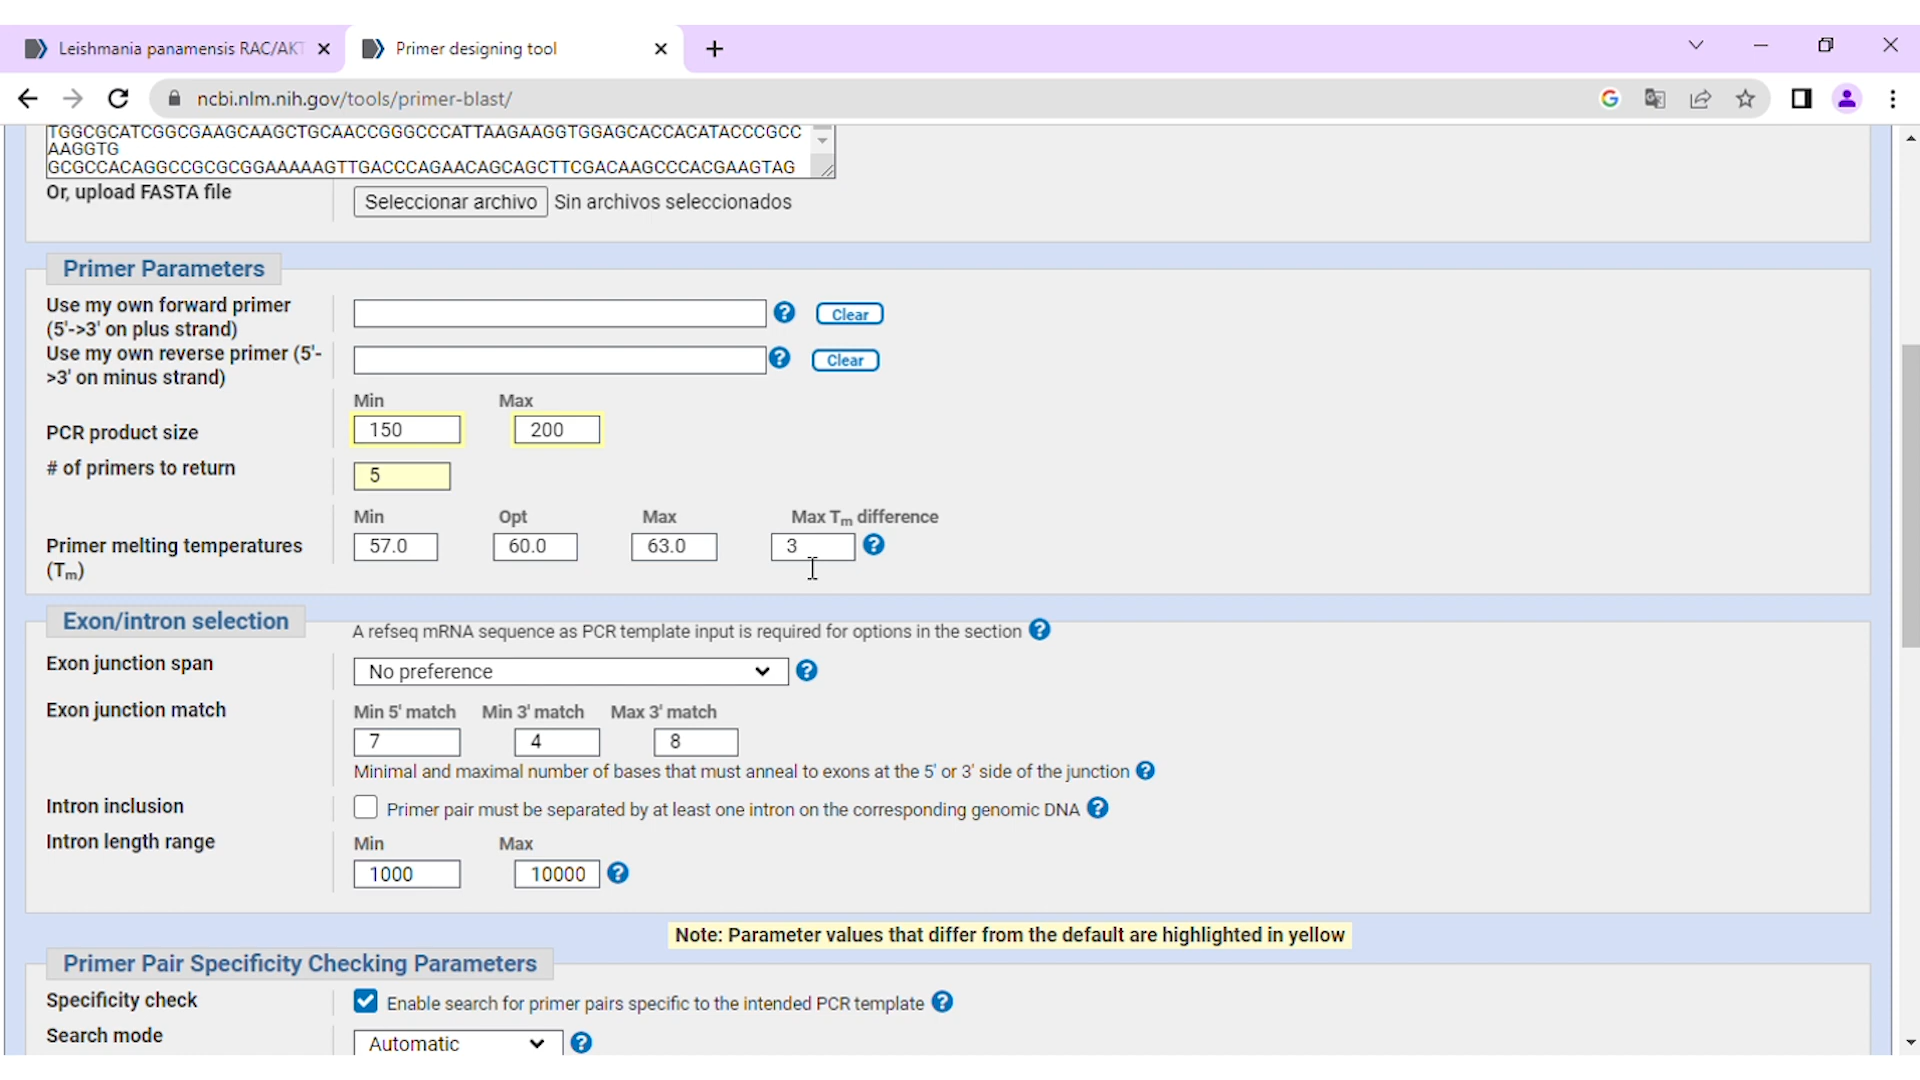 Leishmania panamensis RAC/AKT
Primer designing tool
ncbi.nlm.nih.gov/tools/primer-blast/
TGGCGCATCGGCGAAGCAAGCTGCAACCGGGCCCATTAAGAAGGTGGAGCACCACATACCCGCC
AAGGTG
GCGCCACAGGCCGCGCGGAAAAAGTTGACCCAGAACAGCAGCTTCGACAAGCCCACGAAGTAG
Or, upload FASTA file
Seleccionar archivo Sin archivos seleccionados
Primer Parameters
Use my own forward primer
(5'->3' on plus strand)
Clear
Use my own reverse primer (5'-
>3' on minus strand)
Clear
Min Max
PCR product size 150 200
# of primers to return 5
Min Opt Max Max Tm difference
Primer melting temperatures 57.0 60.0 63.0 3
(Tm)
Exon/intron selection
A refseq mRNA sequence as PCR template input is required for options in the section
Exon junction span No preference
Exon junction match Min 5' match Min 3' match Max 3' match
7 4 8
Minimal and maximal number of bases that must anneal to exons at the 5' or 3' side of the junction
Intron inclusion Primer pair must be separated by at least one intron on the corresponding genomic DNA
Intron length range Min Max
1000 10000
Note: Parameter values that differ from the default are highlighted in yellow
Primer Pair Specificity Checking Parameters
Specificity check Enable search for primer pairs specific to the intended PCR template
Search mode Automatic